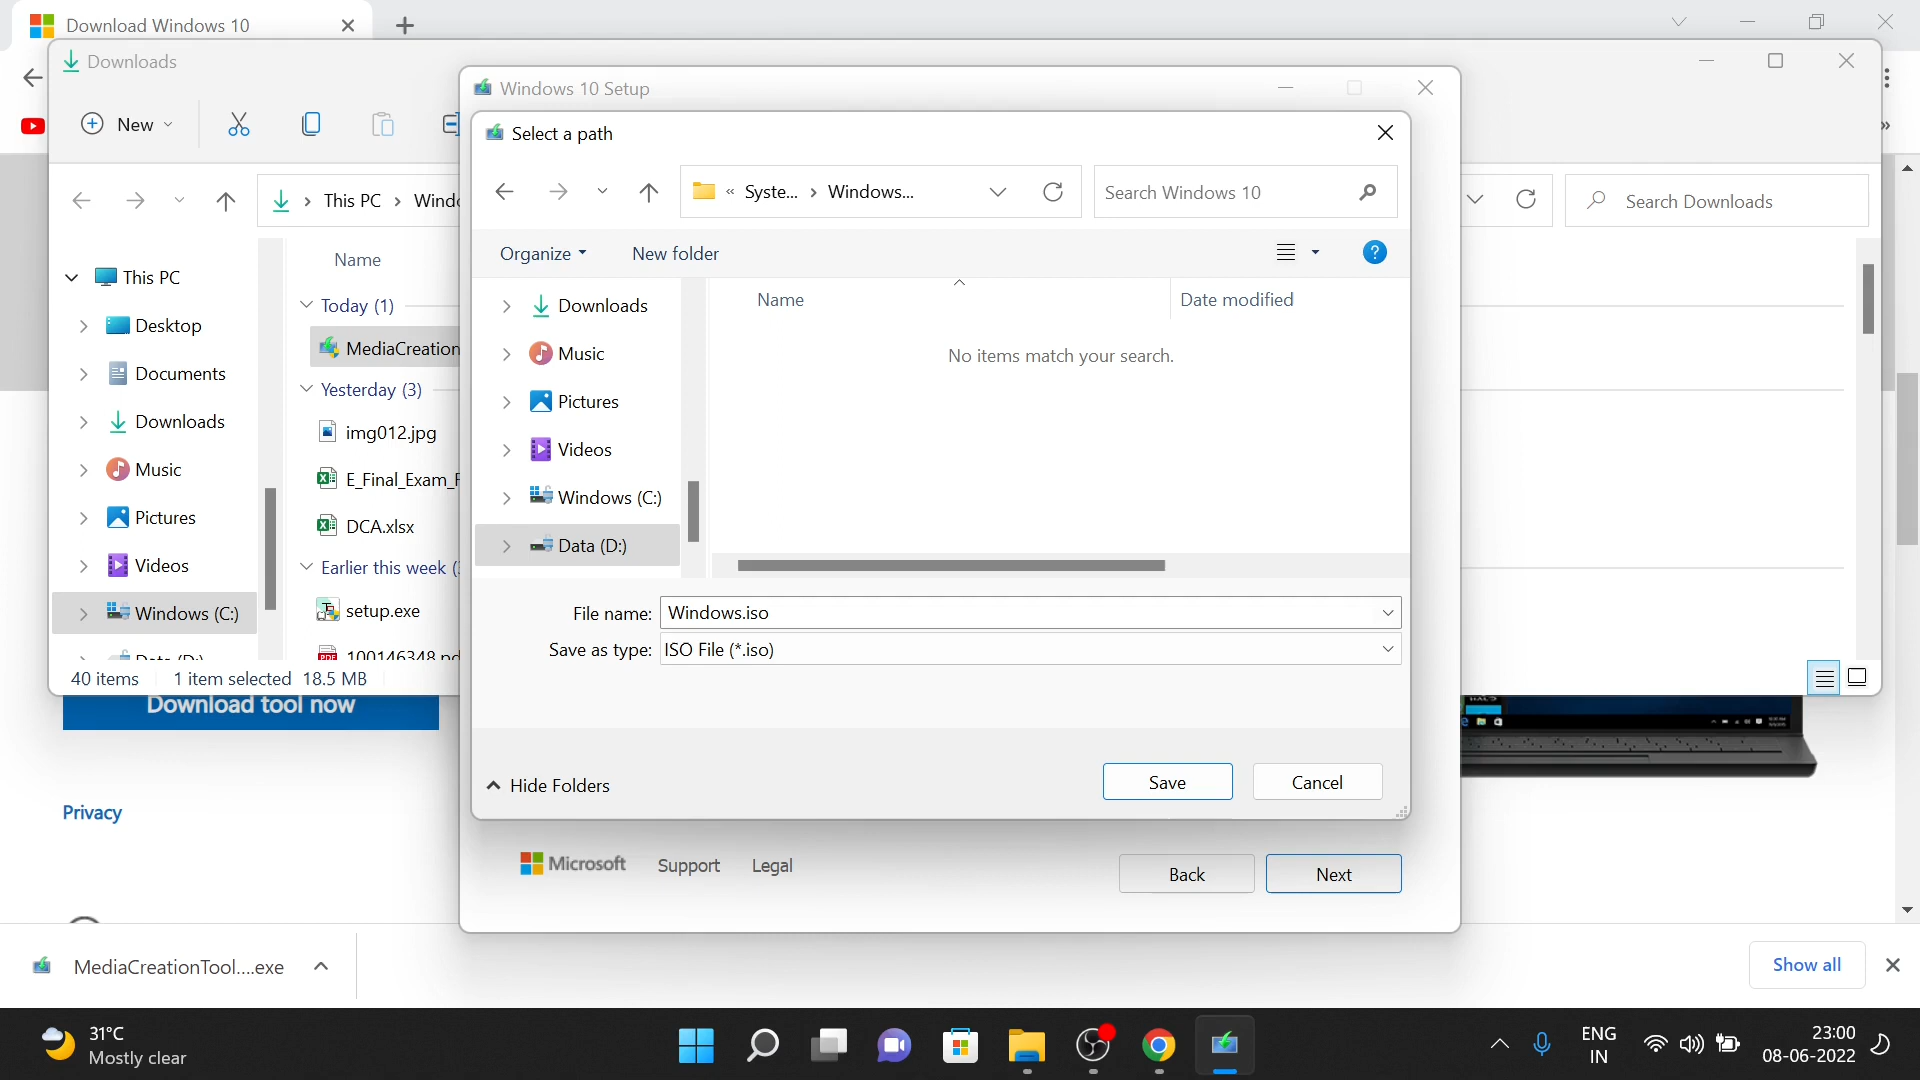 Download Windows 10
Downloads
New
This PC
Wind
Search Downloads
This PC
Desktop
Documents
Downloads
Music
Pictures
Videos
Windows (C:)
Name
Today (1)
MediaCreation
Yesterday (3)
img012.jpg
E_Final_Exam_F
DCA.xlsx
Earlier this week
setup.exe
40 items
1 item selected 18.5 MB
Windows 10 Setup
Select a path
« Syste... › Windows...
Search Windows 10
Organize
New folder
?
Downloads
Music
Pictures
Videos
Windows (C:)
Data (D:)
Name
Date modified
No items match your search.
File name: Windows.iso
Save as type: ISO File (*.iso)
Hide Folders
Save
Cancel
Microsoft
Support
Legal
Back
Next
Download tool now
Privacy
MediaCreationTool....exe
Show all
31°C
Mostly clear
ENG
IN
23:00
08-06-2022